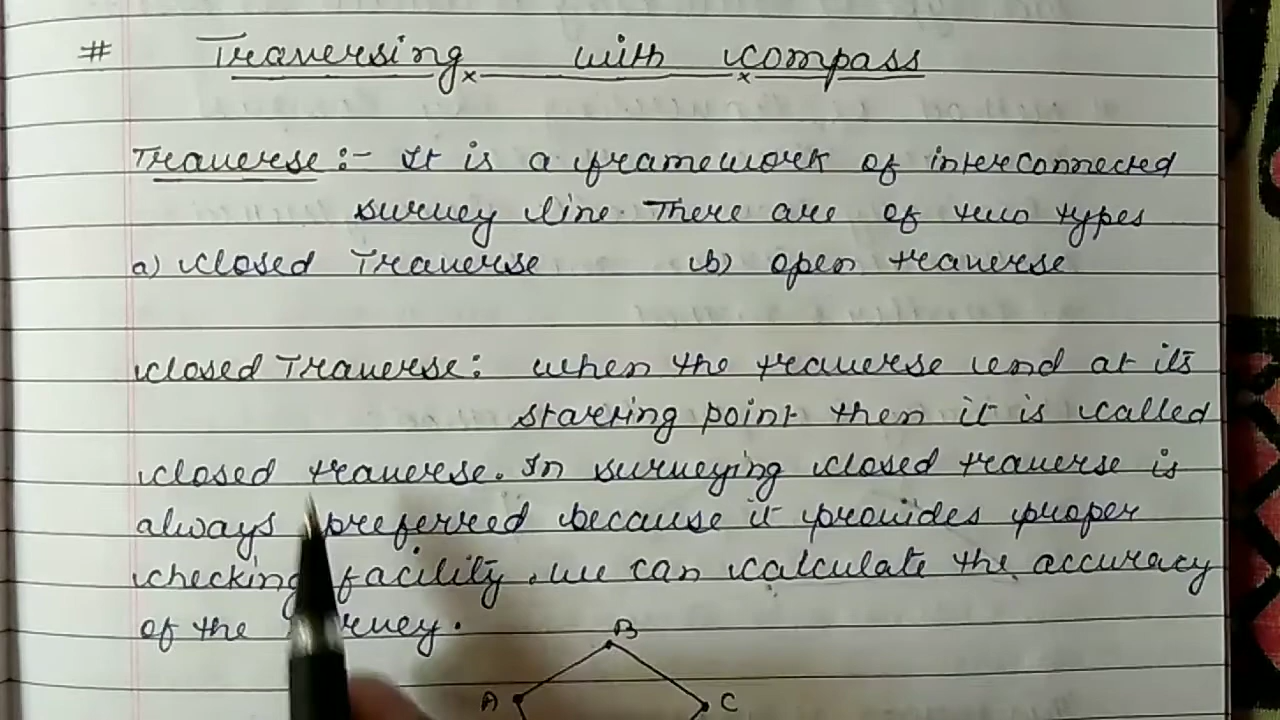 # Traversing with compass
Traverse :- It is a framework of interconnected
survey line. There are of two types
a) closed Traverse b) open traverse
closed Traverse: when the traverse end at its
starting point then it is called
closed traverse. In surveying closed traverse is
always preferred because it provides proper
checking facility. we can calculate the accuracy
of the
B
A C